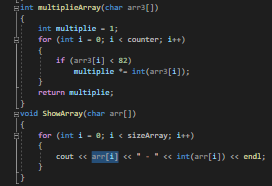 int multiplieArray(char arr3[])
{
int multiplie = 1;
for (int i = 0; i < counter; i++)
{
if (arr3[i] < 82)
multiplie *= int(arr3[i]);
}
return multiplie;
}
void ShowArray(char arr[])
{
for (int i = 0; i < sizeArray; i++)
{
cout << arr[i] << " - " << int(arr[i]) << endl;
}
}